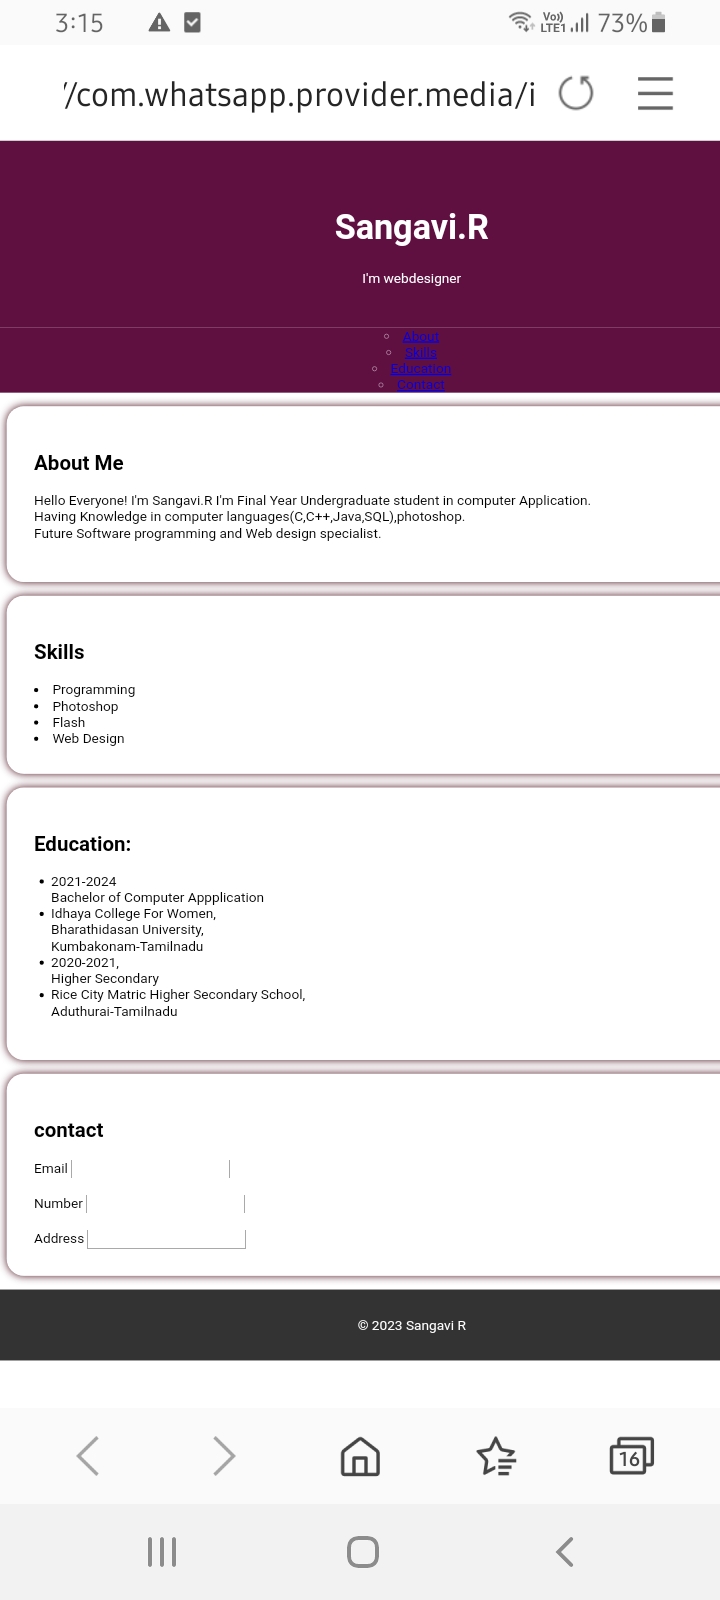 3:15
Vo)) LTE1 73%
//com.whatsapp.provider.media/i
Sangavi.R
I'm webdesigner
About
Skills
Education
Contact
About Me
Hello Everyone! I'm Sangavi.R I'm Final Year Undergraduate student in computer Application.
Having Knowledge in computer languages(C,C++,Java,SQL),photoshop.
Future Software programming and Web design specialist.
Skills
Programming
Photoshop
Flash
Web Design
Education:
2021-2024
Bachelor of Computer Appplication
Idhaya College For Women,
Bharathidasan University,
Kumbakonam-Tamilnadu
2020-2021,
Higher Secondary
Rice City Matric Higher Secondary School,
Aduthurai-Tamilnadu
contact
Email
Number
Address
© 2023 Sangavi R
16